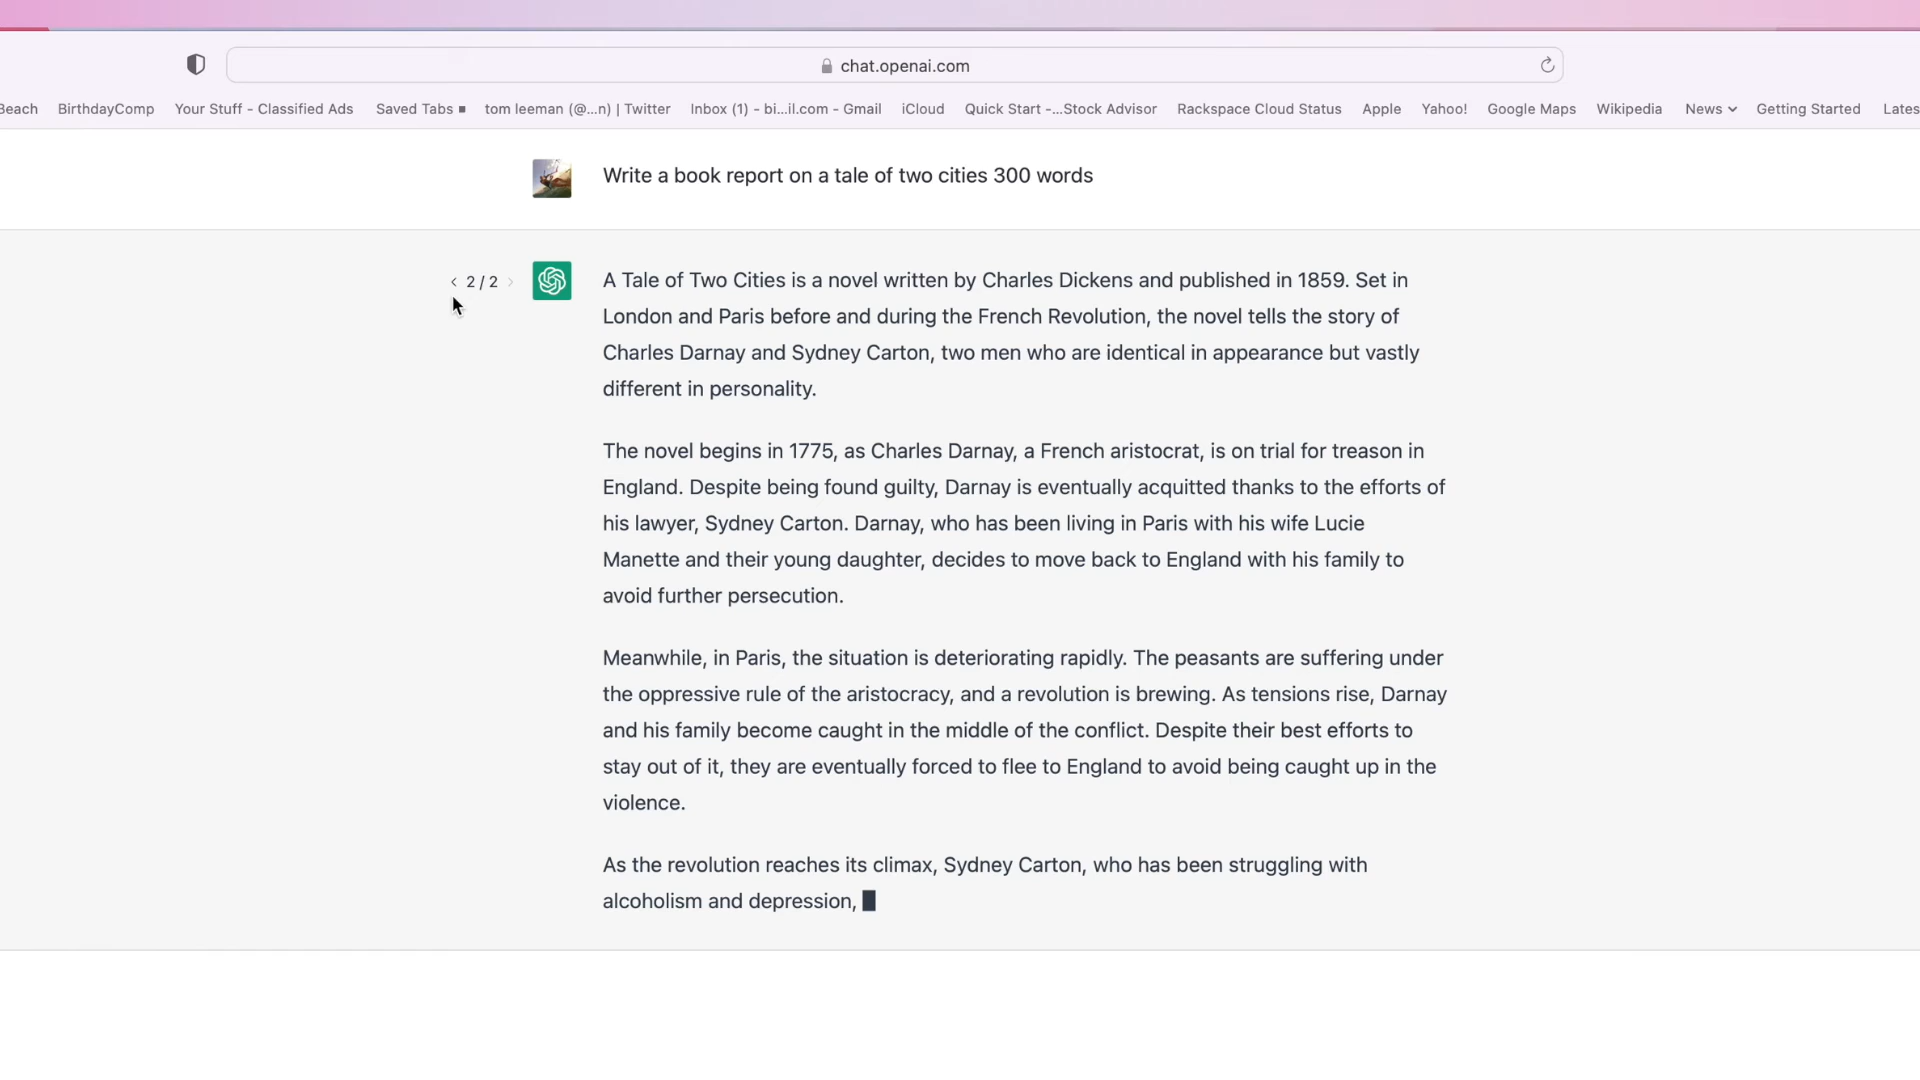 chat.openai.com
Beach BirthdayComp Your Stuff - Classified Ads Saved Tabs tom leeman (@...n) | Twitter Inbox (1) - bi...il.com - Gmail iCloud Quick Start -...Stock Advisor Rackspace Cloud Status Apple Yahoo! Google Maps Wikipedia News Getting Started Lates
Write a book report on a tale of two cities 300 words
< 2 / 2 >
A Tale of Two Cities is a novel written by Charles Dickens and published in 1859. Set in
London and Paris before and during the French Revolution, the novel tells the story of
Charles Darnay and Sydney Carton, two men who are identical in appearance but vastly
different in personality.
The novel begins in 1775, as Charles Darnay, a French aristocrat, is on trial for treason in
England. Despite being found guilty, Darnay is eventually acquitted thanks to the efforts of
his lawyer, Sydney Carton. Darnay, who has been living in Paris with his wife Lucie
Manette and their young daughter, decides to move back to England with his family to
avoid further persecution.
Meanwhile, in Paris, the situation is deteriorating rapidly. The peasants are suffering under
the oppressive rule of the aristocracy, and a revolution is brewing. As tensions rise, Darnay
and his family become caught in the middle of the conflict. Despite their best efforts to
stay out of it, they are eventually forced to flee to England to avoid being caught up in the
violence.
As the revolution reaches its climax, Sydney Carton, who has been struggling with
alcoholism and depression,